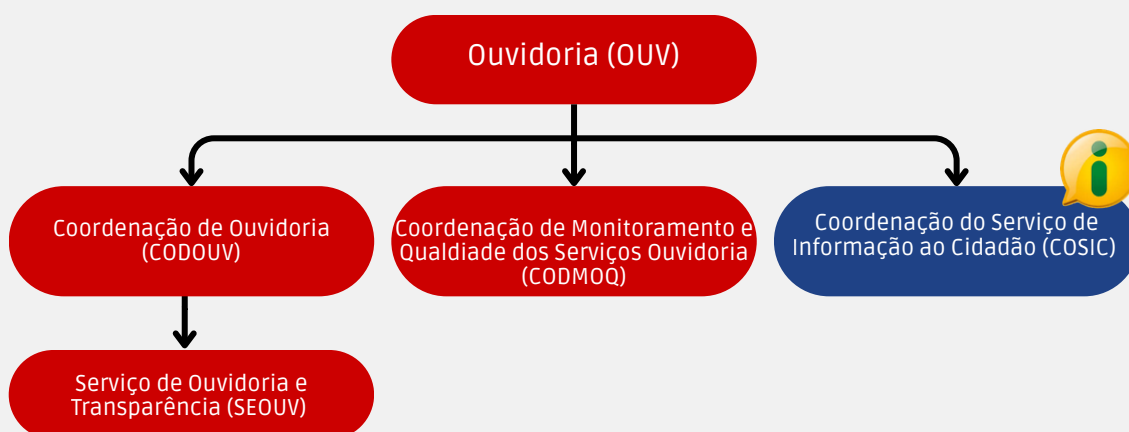 Ouvidoria (OUV)
Coordenação de Ouvidoria
(CODOUV)
Coordenação de Monitoramento e
Qualdiade dos Serviços Ouvidoria
(CODMOQ)
Coordenação do Serviço de
Informação ao Cidadão (COSIC)
i
Serviço de Ouvidoria e
Transparência (SEOUV)